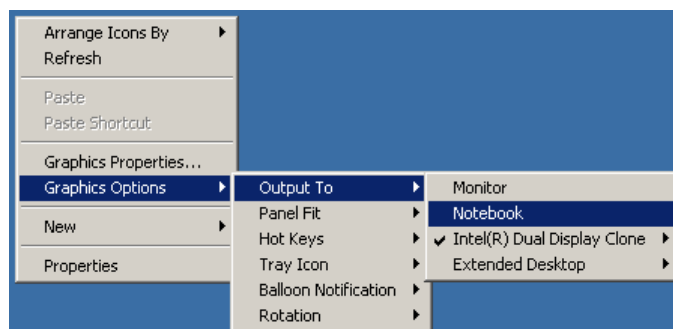 Arrange Icons By
Refresh
Paste
Paste Shortcut
Graphics Properties...
Graphics Options
New
Properties
Output To
Panel Fit
Hot Keys
Tray Icon
Balloon Notification
Rotation
Monitor
Notebook
Intel(R) Dual Display Clone
Extended Desktop